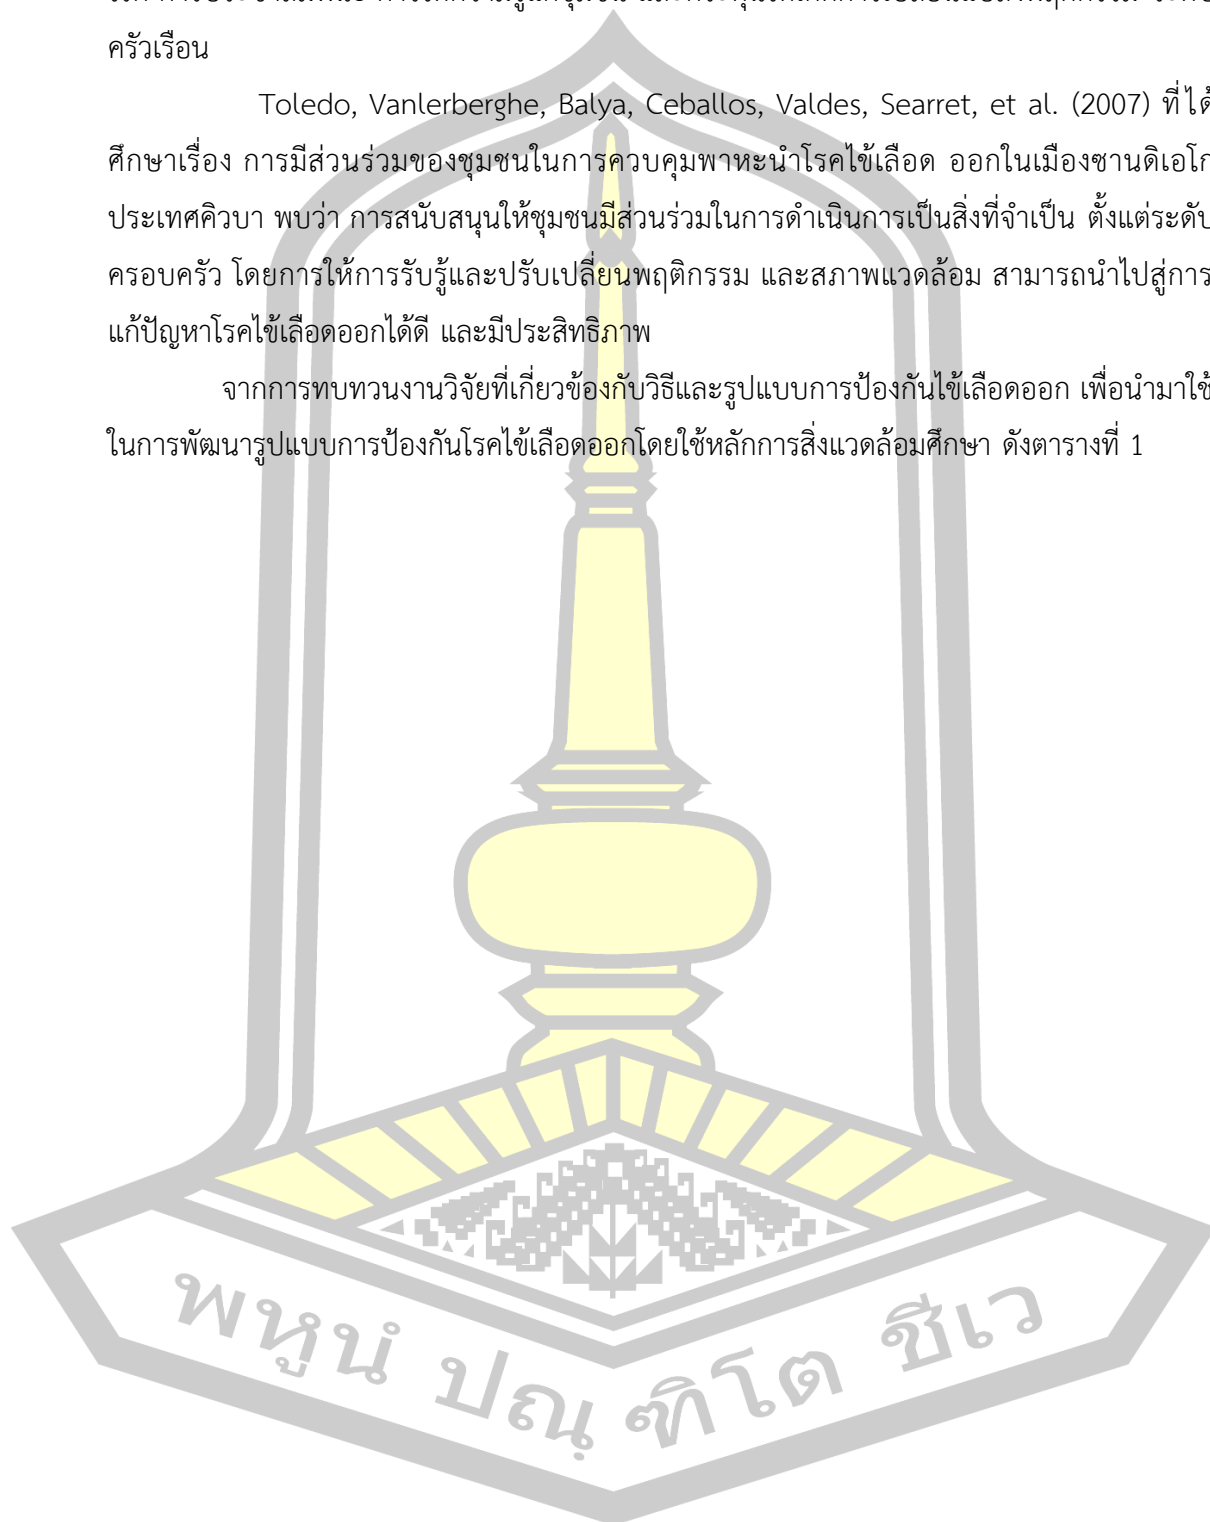 ครัวเรือน
Toledo, Vanlerberghe, Balya, Ceballos, Valdes, Searret, et al. (2007) ที่ได้
ศึกษาเรื่อง การมีส่วนร่วมของชุมชนในการควบคุมพาหะนำโรคไข้เลือด ออกในเมืองซานดิเอโก
ประเทศคิวบา พบว่า การสนับสนุนให้ชุมชนมีส่วนร่วมในการดำเนินการเป็นสิ่งที่จำเป็น ตั้งแต่ระดับ
ครอบครัว โดยการให้การรับรู้และปรับเปลี่ยนพฤติกรรม และสภาพแวดล้อม สามารถนำไปสู่การ
แก้ปัญหาโรคไข้เลือดออกได้ดี และมีประสิทธิภาพ
จากการทบทวนงานวิจัยที่เกี่ยวข้องกับวิธีและรูปแบบการป้องกันไข้เลือดออก เพื่อนำมาใช้
ในการพัฒนารูปแบบการป้องกันโรคไข้เลือดออกโดยใช้หลักการสิ่งแวดล้อมศึกษา ดังตารางที่ 1
พหูนํ ปณฺฑิโต ชีเว